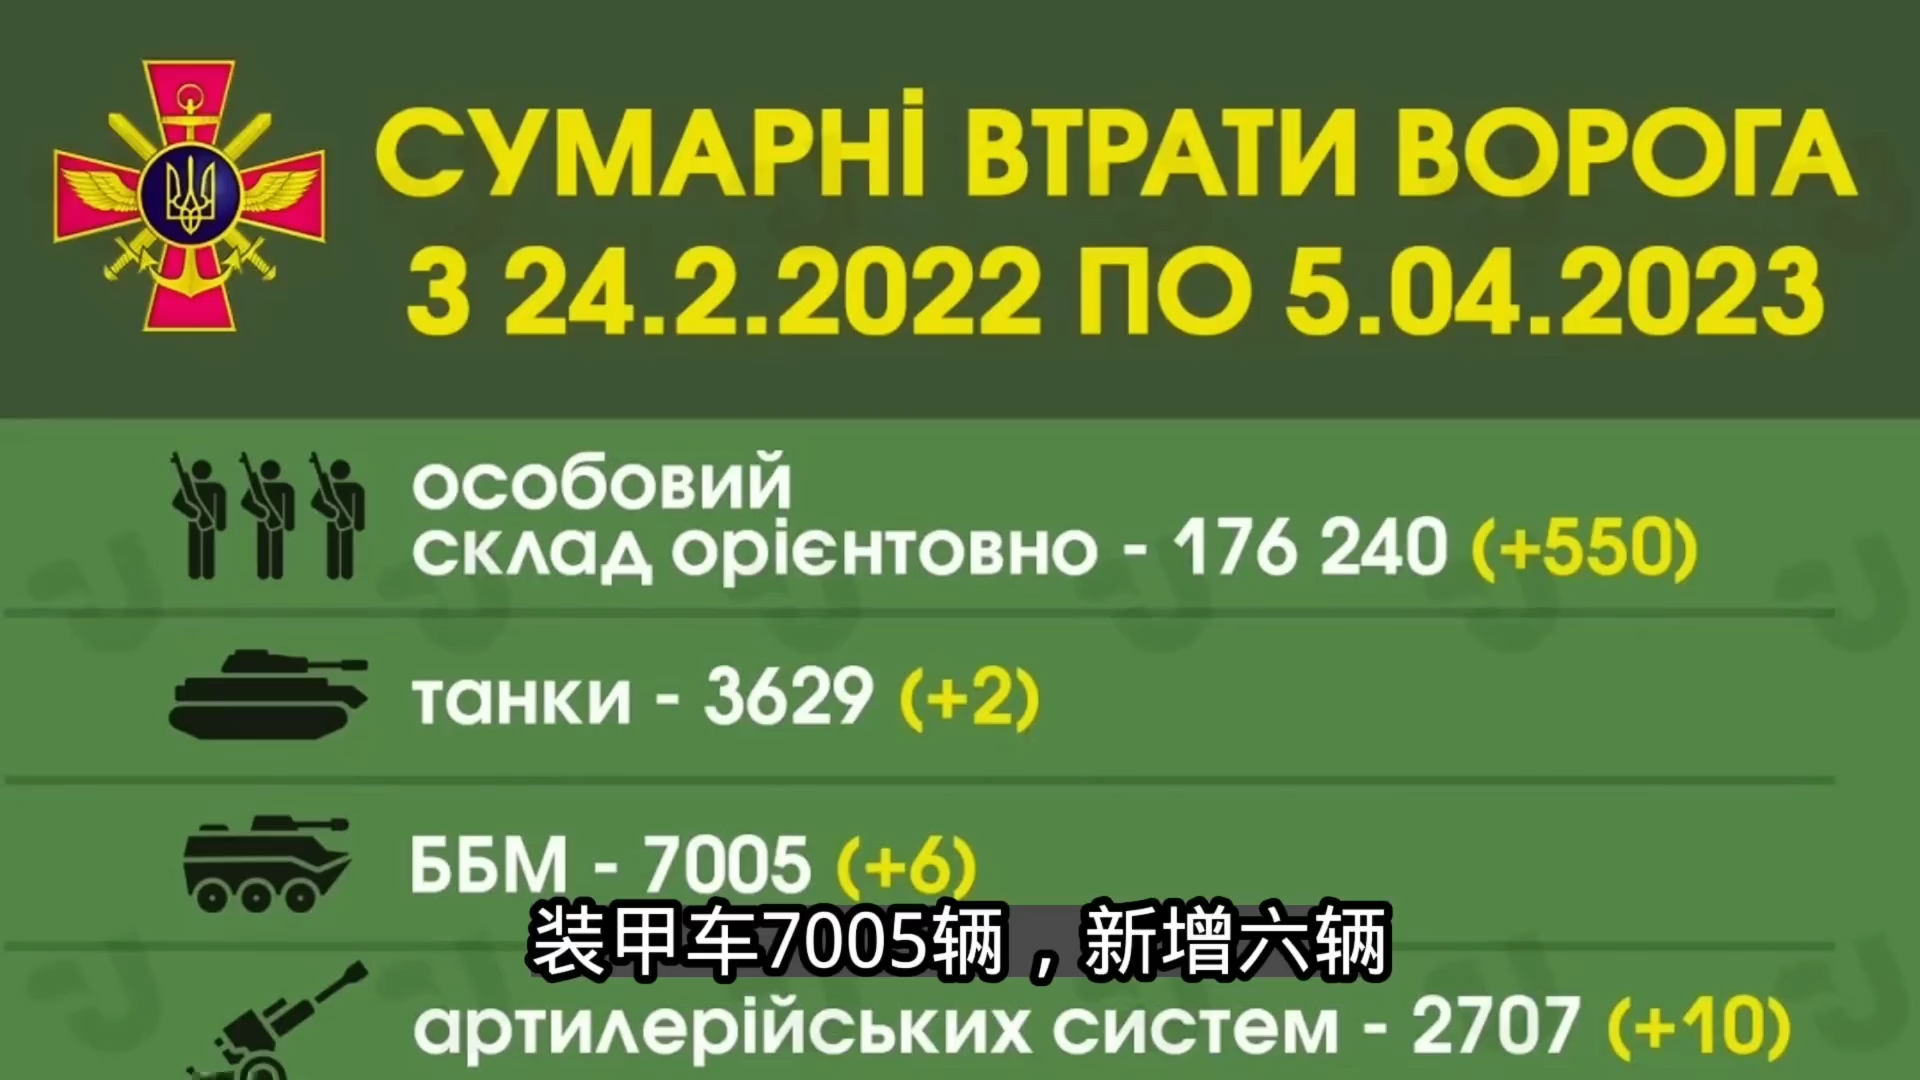 СУМАРНІ ВТРАТИ ВОРОГА
З 24.2.2022 ПО 5.04.2023
особовий
склад орієнтовно - 176 240 (+550)
танки - 3629 (+2)
ББМ - 7005 (+6)
装甲车7005辆，新增六辆
артилерійських систем - 2707 (+10)